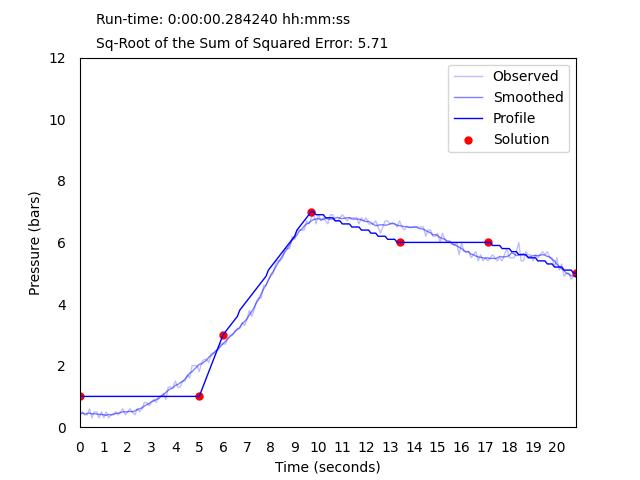 Run-time: 0:00:00.284240 hh:mm:ss
Sq-Root of the Sum of Squared Error: 5.71
12
10
8
6
4
2
0
Pressure (bars)
Observed
Smoothed
Profile
Solution
0 1 2 3 4 5 6 7 8 9 10 11 12 13 14 15 16 17 18 19 20
Time (seconds)